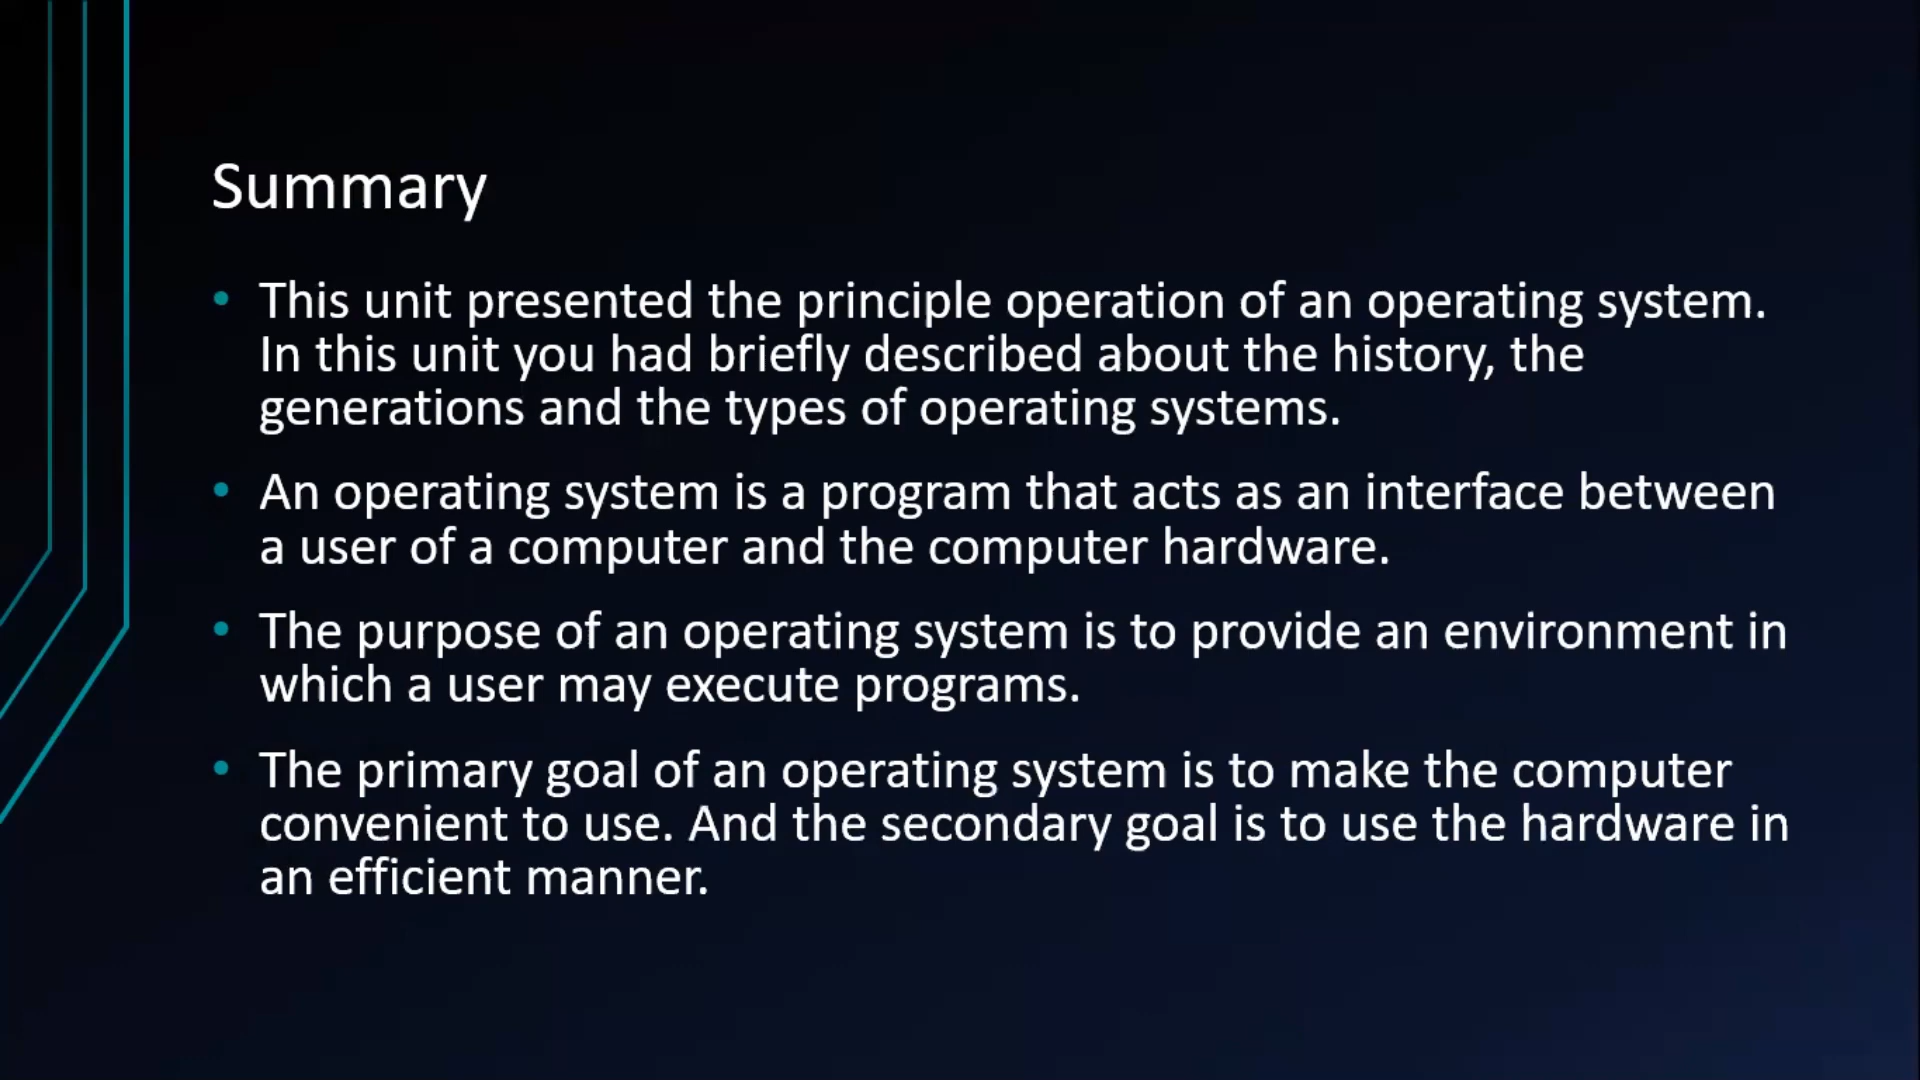 Summary
• This unit presented the principle operation of an operating system.
In this unit you had briefly described about the history, the
generations and the types of operating systems.
• An operating system is a program that acts as an interface between
a user of a computer and the computer hardware.
• The purpose of an operating system is to provide an environment in
which a user may execute programs.
• The primary goal of an operating system is to make the computer
convenient to use. And the secondary goal is to use the hardware in
an efficient manner.